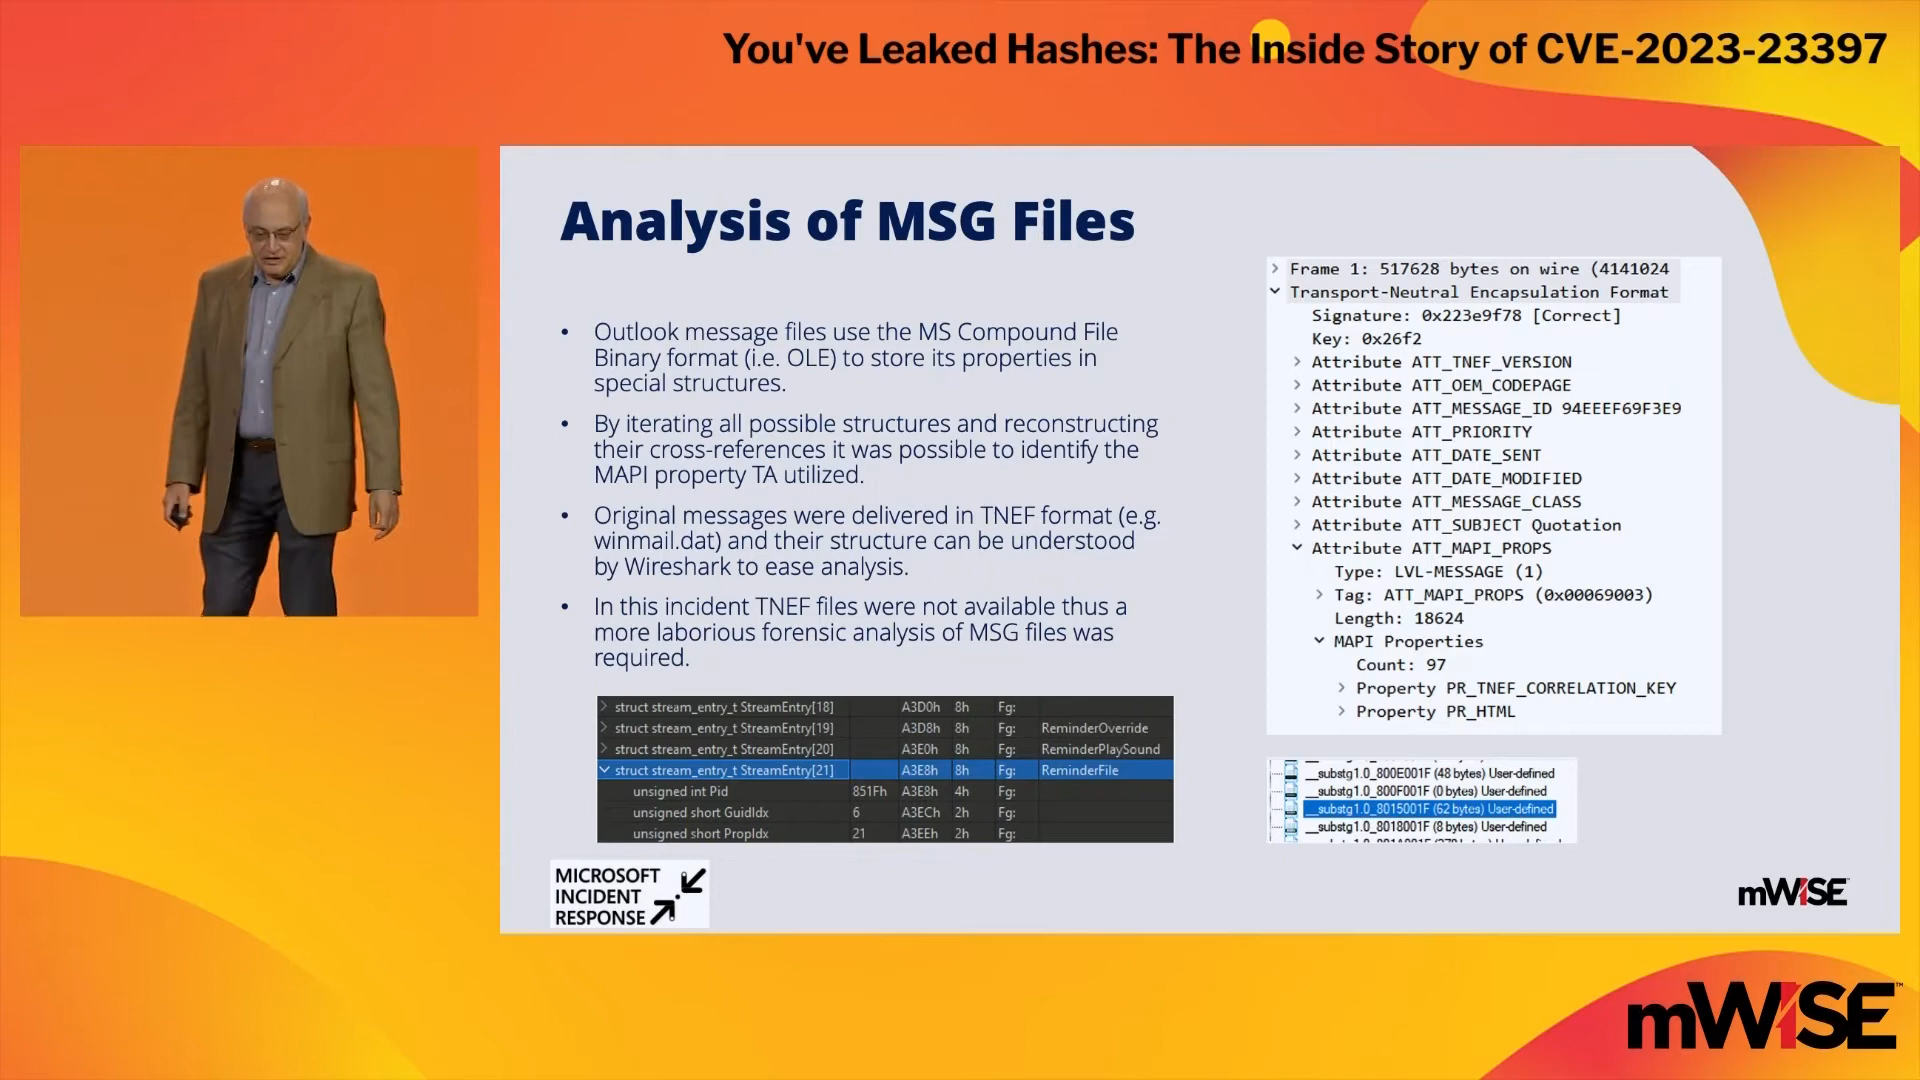 You've Leaked Hashes: The Inside Story of CVE-2023-23397
Analysis of MSG Files
• Outlook message files use the MS Compound File
Binary format (i.e. OLE) to store its properties in
special structures.
• By iterating all possible structures and reconstructing
their cross-references it was possible to identify the
MAPI property TA utilized.
• Original messages were delivered in TNEF format (e.g.
winmail.dat) and their structure can be understood
by Wireshark to ease analysis.
• In this incident TNEF files were not available thus a
more laborious forensic analysis of MSG files was
required.
struct stream_entry_t StreamEntry[18] A3D0h 8h Fg:
struct stream_entry_t StreamEntry[19] A3D8h 8h Fg: ReminderOverride
struct stream_entry_t StreamEntry[20] A3E0h 8h Fg: ReminderPlaySound
struct stream_entry_t StreamEntry[21] A3E8h 8h Fg: ReminderFile
unsigned int Pid 851Fh A3E8h 4h Fg:
unsigned short GuidIdx 6 A3ECh 2h Fg:
unsigned short PropIdx 21 A3EEh 2h Fg:
Frame 1: 517628 bytes on wire (4141024
Transport-Neutral Encapsulation Format
Signature: 0x223e9f78 [Correct]
Key: 0x26f2
Attribute ATT_TNEF_VERSION
Attribute ATT_OEM_CODEPAGE
Attribute ATT_MESSAGE_ID 94EEEF69F3E9
Attribute ATT_PRIORITY
Attribute ATT_DATE_SENT
Attribute ATT_DATE_MODIFIED
Attribute ATT_MESSAGE_CLASS
Attribute ATT_SUBJECT Quotation
Attribute ATT_MAPI_PROPS
Type: LVL-MESSAGE (1)
Tag: ATT_MAPI_PROPS (0x00069003)
Length: 18624
MAPI Properties
Count: 97
Property PR_TNEF_CORRELATION_KEY
Property PR_HTML
__substg1.0_800E001F (48 bytes) User-defined
__substg1.0_800F001F (0 bytes) User-defined
__substg1.0_8015001F (62 bytes) User-defined
__substg1.0_8018001F (8 bytes) User-defined
MICROSOFT
INCIDENT
RESPONSE
mWISE
mWISE™